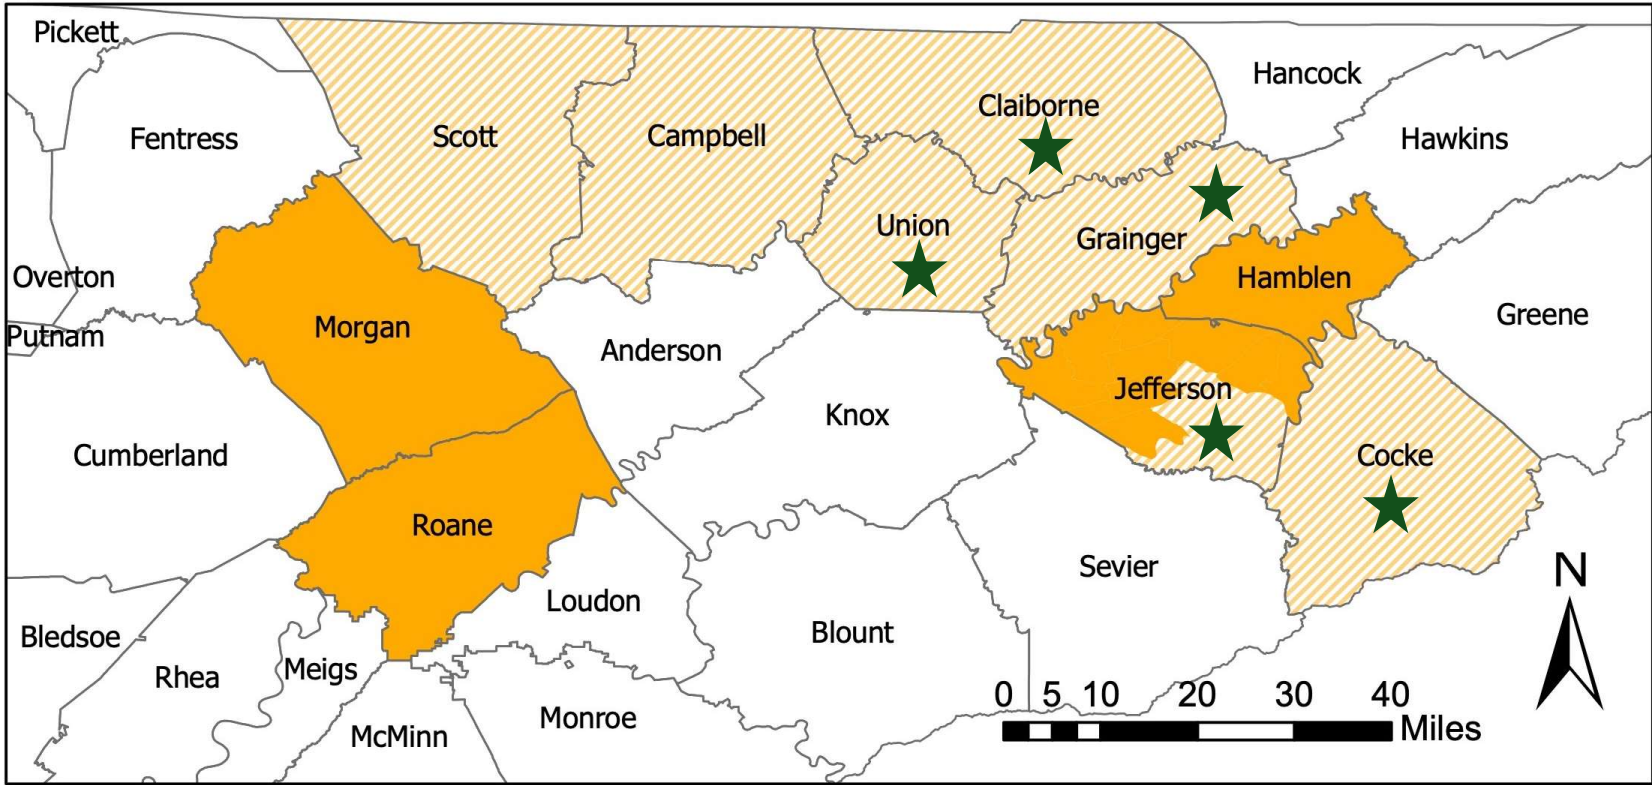 Pickett
Hancock
Claiborne
Scott
Campbell
Fentress
Hawkins
Union
Grainger
Overton
Hamblen
Putnam
Morgan
Greene
Anderson
Jefferson
Knox
Cumberland
Cocke
Roane
Sevier
N
Loudon
Blount
Bledsoe
Meigs
Rhea
0 5 10 20 30 40
Miles
Monroe
McMinn